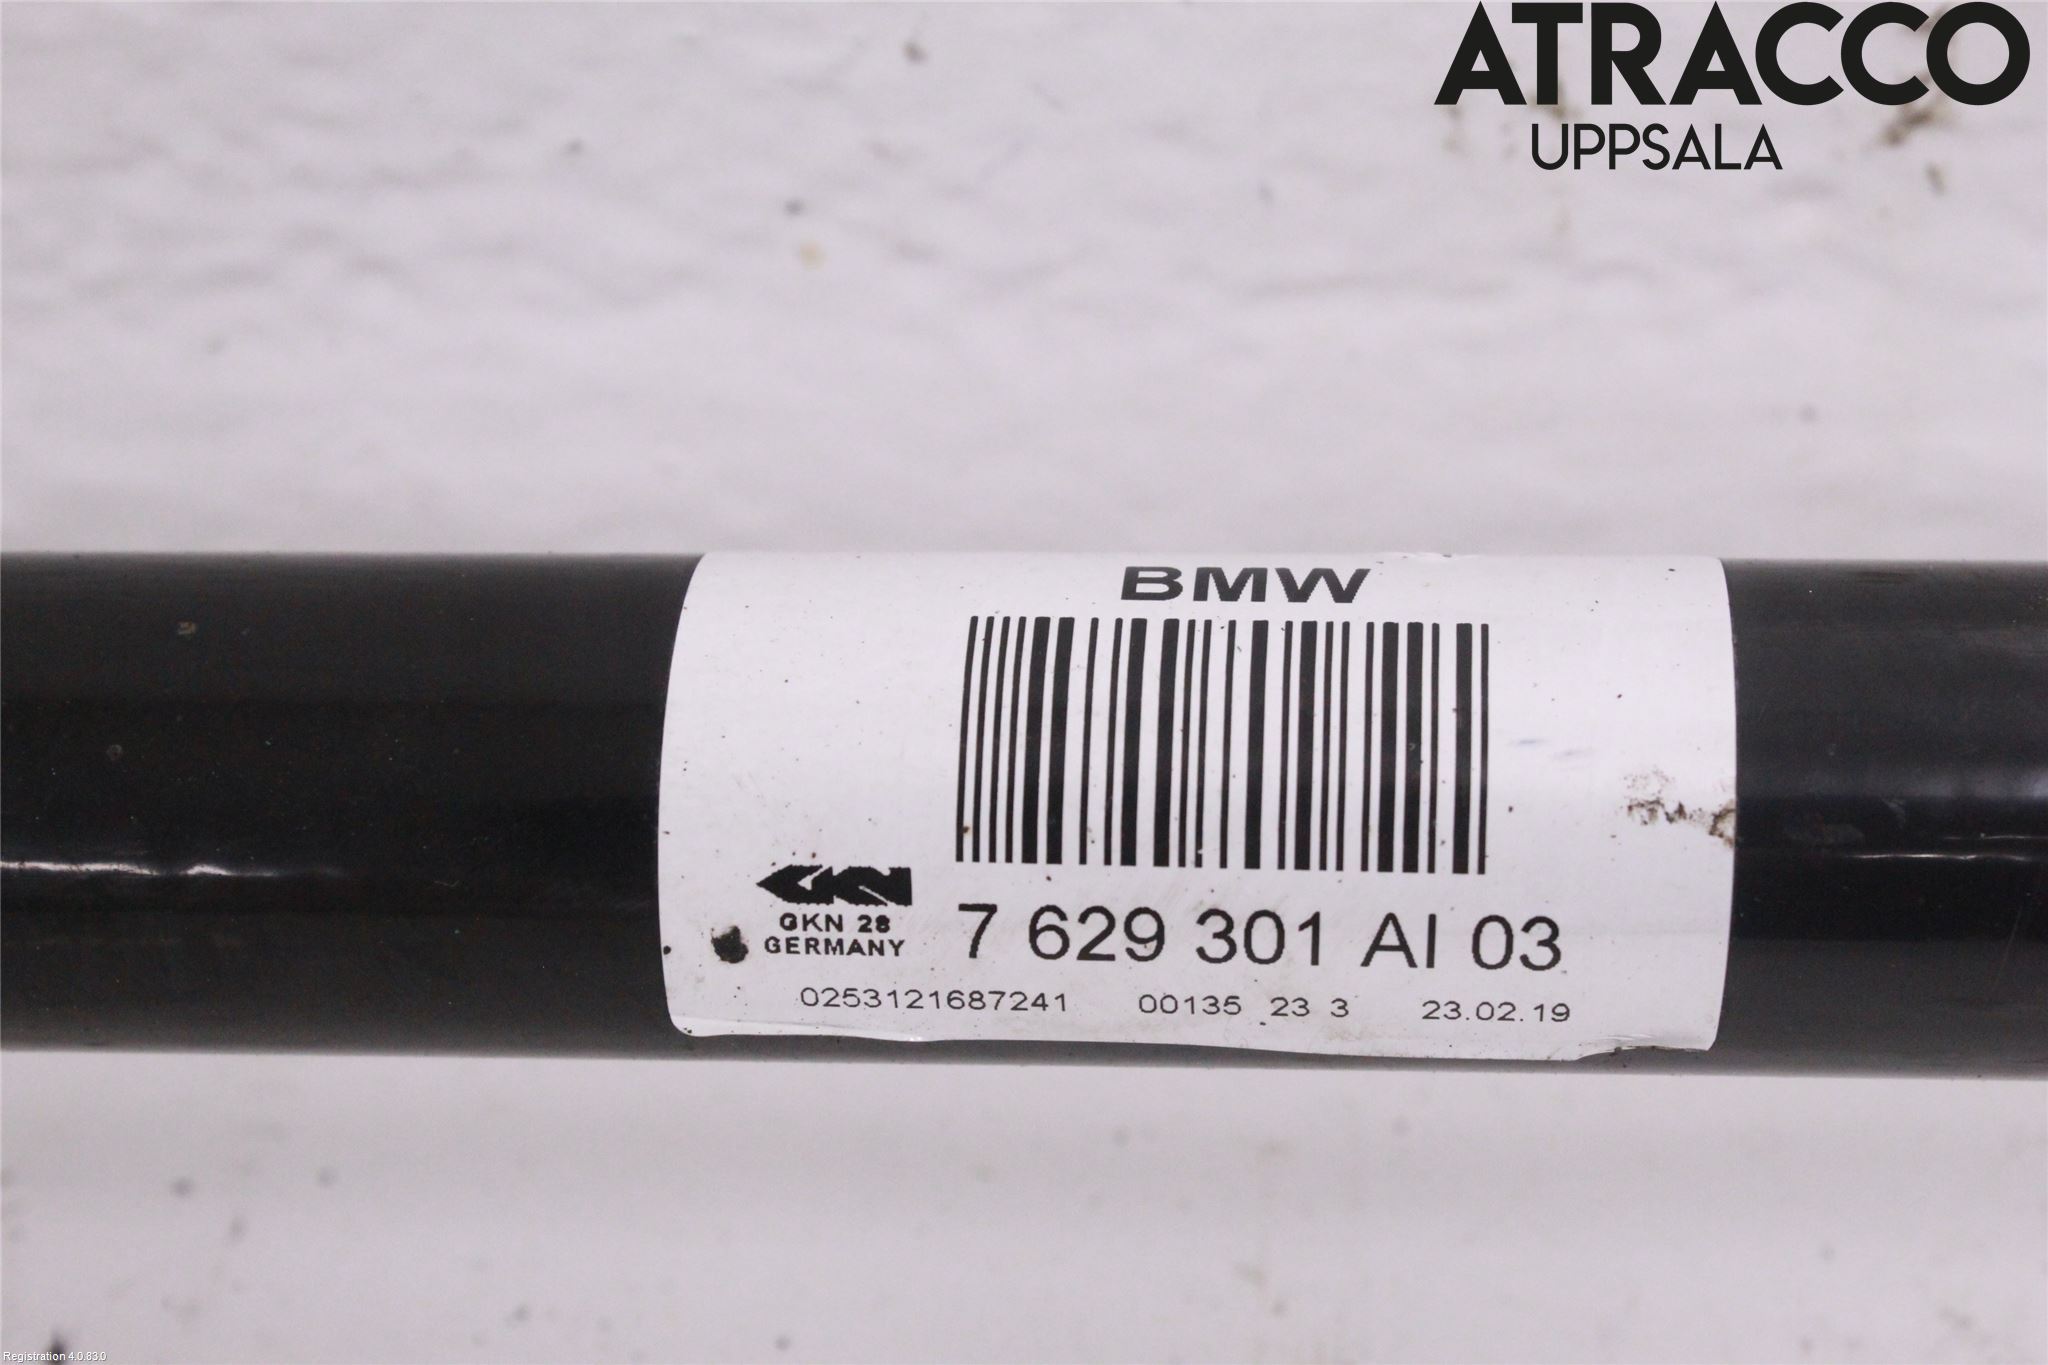 ATRACCO
UPPSALA
BMW
GKN
GKN 28
GERMANY
7 629 301 AI 03
0253121687241 00135 23 3 23.02.19
Registration 4.0.83.0